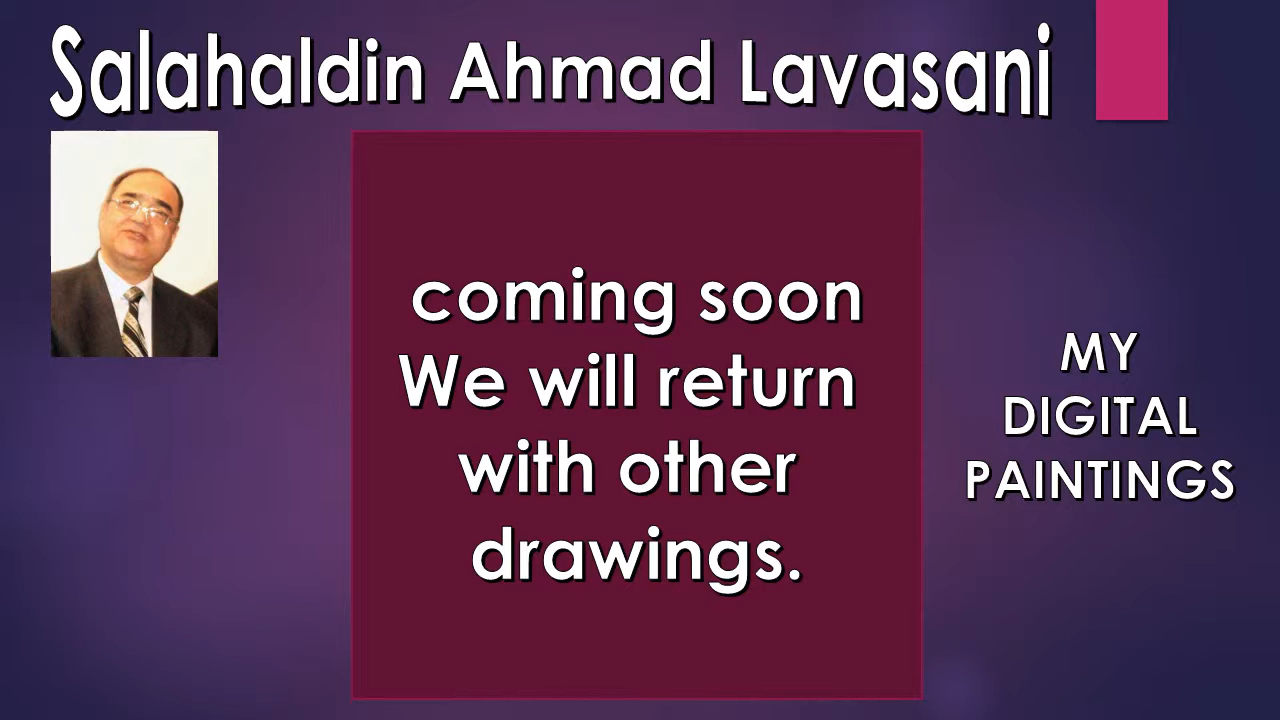 Salahaldin Ahmad Lavasani
coming soon
We will return
with other
drawings.
MY
DIGITAL
PAINTINGS